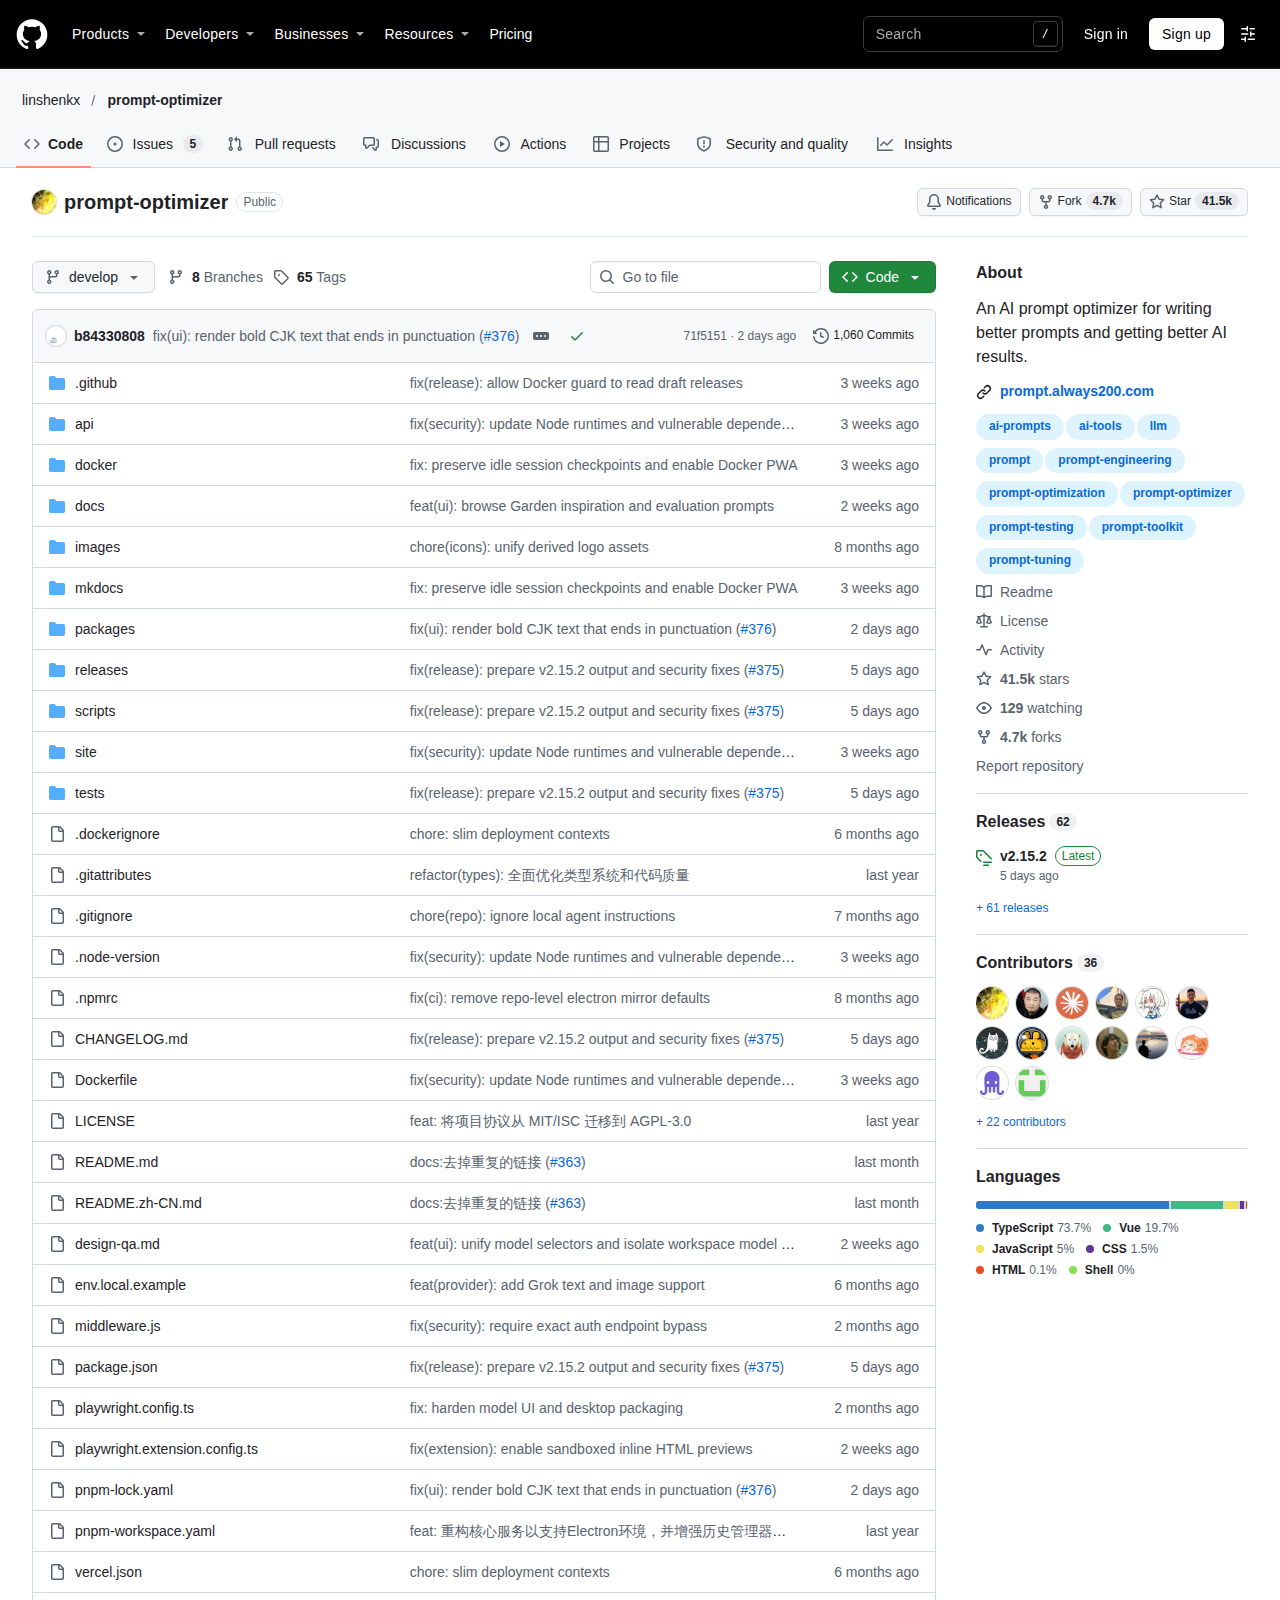 Products Developers Businesses Resources Pricing Search / Sign in Sign up
linshenkx / prompt-optimizer
Code Issues 5 Pull requests Discussions Actions Projects Security and quality Insights
prompt-optimizer Public Notifications Fork 4.7k Star 41.5k
develop 8 Branches 65 Tags Go to file Code
b84330808 fix(ui): render bold CJK text that ends in punctuation (#376) 71f5151 · 2 days ago 1,060 Commits
.github fix(release): allow Docker guard to read draft releases 3 weeks ago
api fix(security): update Node runtimes and vulnerable depende… 3 weeks ago
docker fix: preserve idle session checkpoints and enable Docker PWA 3 weeks ago
docs feat(ui): browse Garden inspiration and evaluation prompts 2 weeks ago
images chore(icons): unify derived logo assets 8 months ago
mkdocs fix: preserve idle session checkpoints and enable Docker PWA 3 weeks ago
packages fix(ui): render bold CJK text that ends in punctuation (#376) 2 days ago
releases fix(release): prepare v2.15.2 output and security fixes (#375) 5 days ago
scripts fix(release): prepare v2.15.2 output and security fixes (#375) 5 days ago
site fix(security): update Node runtimes and vulnerable depende… 3 weeks ago
tests fix(release): prepare v2.15.2 output and security fixes (#375) 5 days ago
.dockerignore chore: slim deployment contexts 6 months ago
.gitattributes refactor(types): 全面优化类型系统和代码质量 last year
.gitignore chore(repo): ignore local agent instructions 7 months ago
.node-version fix(security): update Node runtimes and vulnerable depende… 3 weeks ago
.npmrc fix(ci): remove repo-level electron mirror defaults 8 months ago
CHANGELOG.md fix(release): prepare v2.15.2 output and security fixes (#375) 5 days ago
Dockerfile fix(security): update Node runtimes and vulnerable depende… 3 weeks ago
LICENSE feat: 将项目协议从 MIT/ISC 迁移到 AGPL-3.0 last year
README.md docs:去掉重复的链接 (#363) last month
README.zh-CN.md docs:去掉重复的链接 (#363) last month
design-qa.md feat(ui): unify model selectors and isolate workspace model … 2 weeks ago
env.local.example feat(provider): add Grok text and image support 6 months ago
middleware.js fix(security): require exact auth endpoint bypass 2 months ago
package.json fix(release): prepare v2.15.2 output and security fixes (#375) 5 days ago
playwright.config.ts fix: harden model UI and desktop packaging 2 months ago
playwright.extension.config.ts fix(extension): enable sandboxed inline HTML previews 2 weeks ago
pnpm-lock.yaml fix(ui): render bold CJK text that ends in punctuation (#376) 2 days ago
pnpm-workspace.yaml feat: 重构核心服务以支持Electron环境，并增强历史管理器… last year
vercel.json chore: slim deployment contexts 6 months ago
About
An AI prompt optimizer for writing
better prompts and getting better AI
results.
prompt.always200.com
ai-prompts ai-tools llm
prompt prompt-engineering
prompt-optimization prompt-optimizer
prompt-testing prompt-toolkit
prompt-tuning
Readme
License
Activity
41.5k stars
129 watching
4.7k forks
Report repository
Releases 62
v2.15.2 Latest
5 days ago
+ 61 releases
Contributors 36
+ 22 contributors
Languages
TypeScript 73.7% Vue 19.7%
JavaScript 5% CSS 1.5%
HTML 0.1% Shell 0%